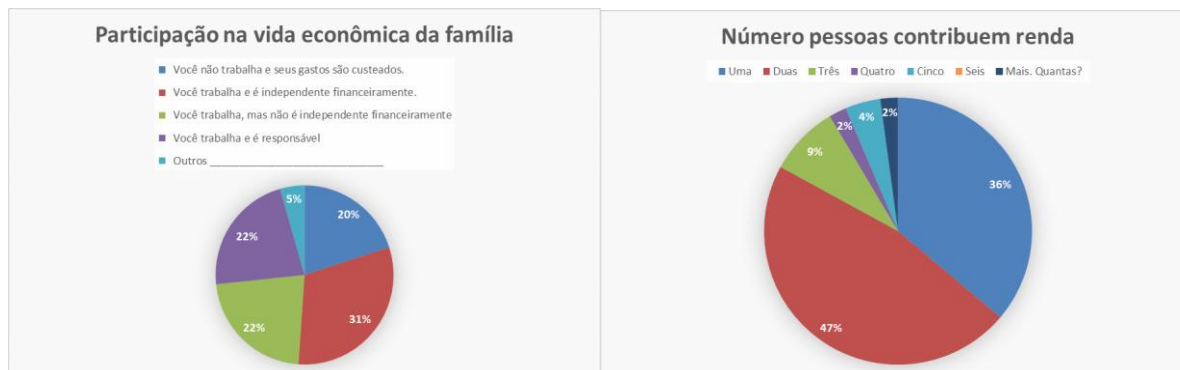 Participação na vida econômica da família
Você não trabalha e seus gastos são custeados.
Você trabalha e é independente financeiramente.
Você trabalha, mas não é independente financeiramente
Você trabalha e é responsável
Outros ______________________________
5%
20%
22%
31%
22%
Número pessoas contribuem renda
Uma Duas Três Quatro Cinco Seis Mais. Quantas?
2% 4% 2%
9%
36%
47%